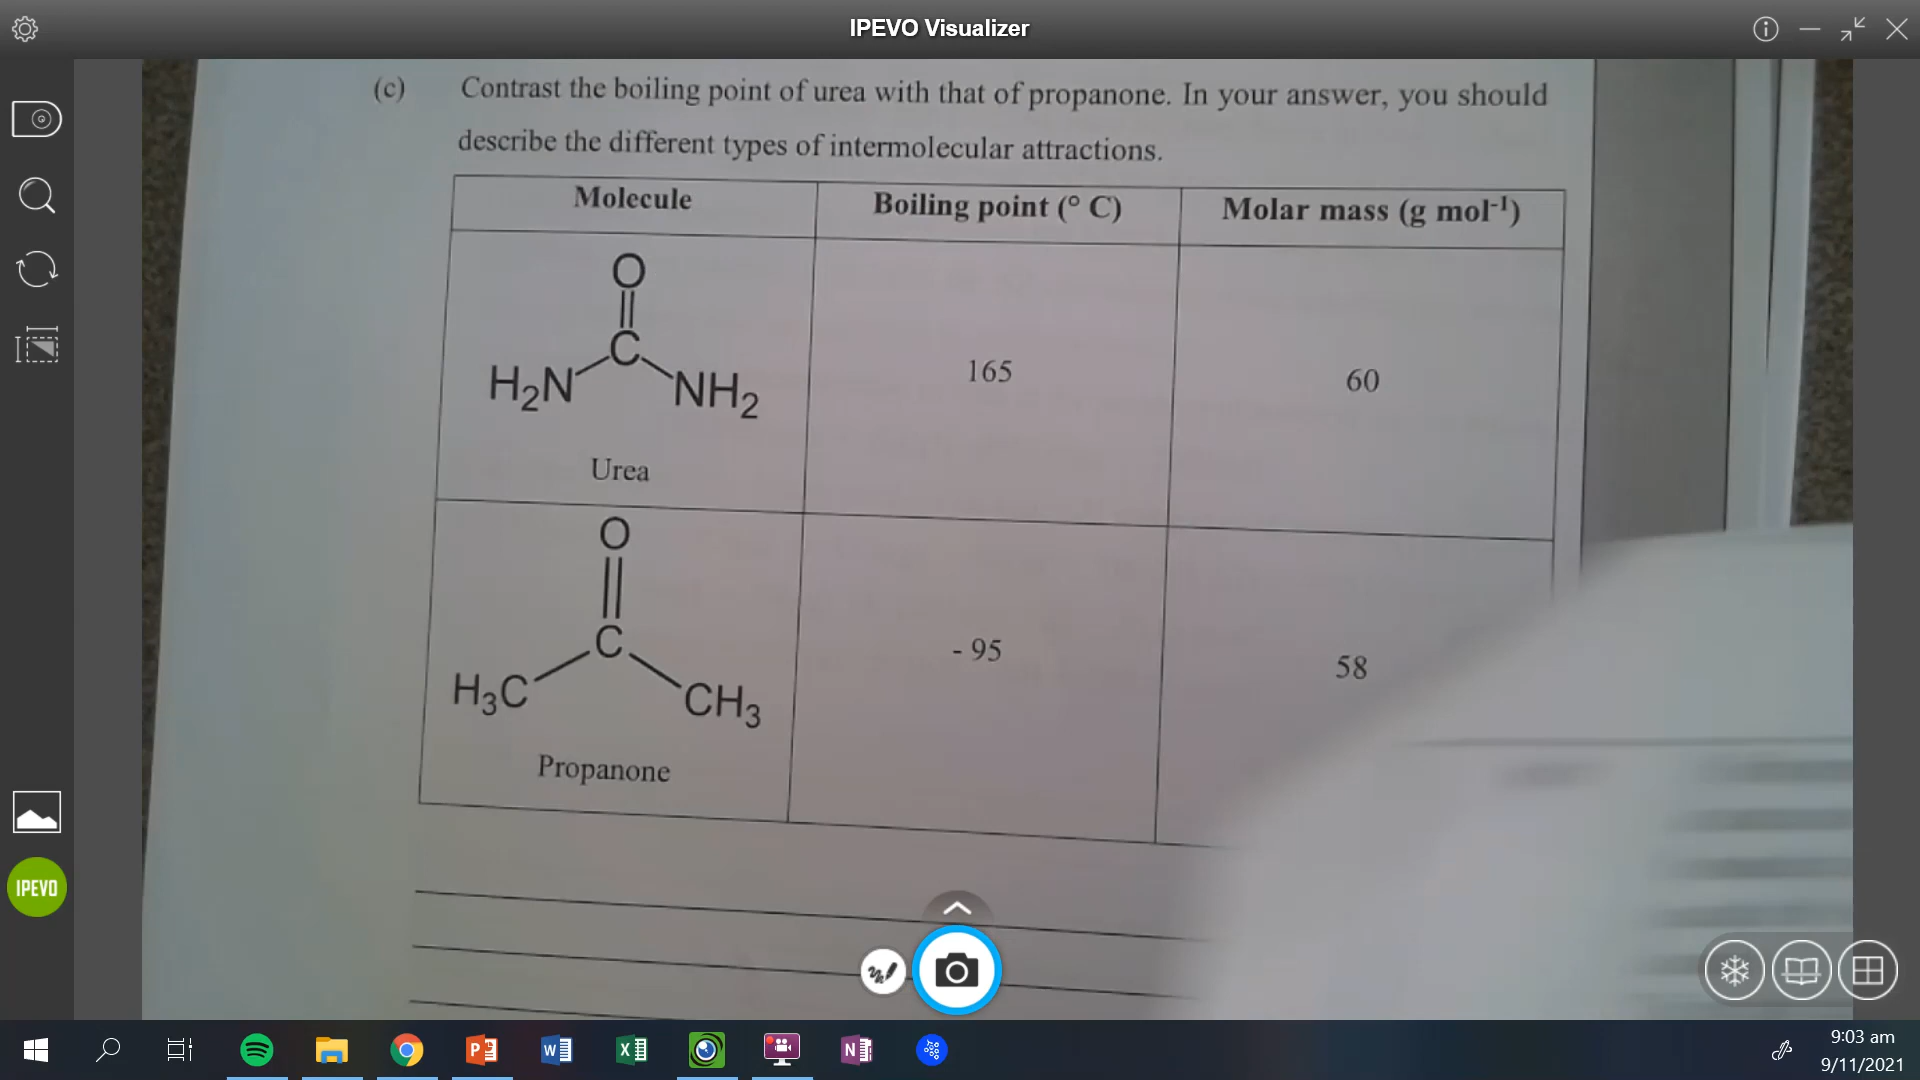 IPEVO Visualizer
(c) Contrast the boiling point of urea with that of propanone. In your answer, you should
describe the different types of intermolecular attractions.
Molecule Boiling point (° C) Molar mass (g mol⁻¹)
O
C
H₂N NH₂
165
60
Urea
O
C
H₃C CH₃
- 95
58
Propanone
IPEVO
9:03 am
9/11/2021